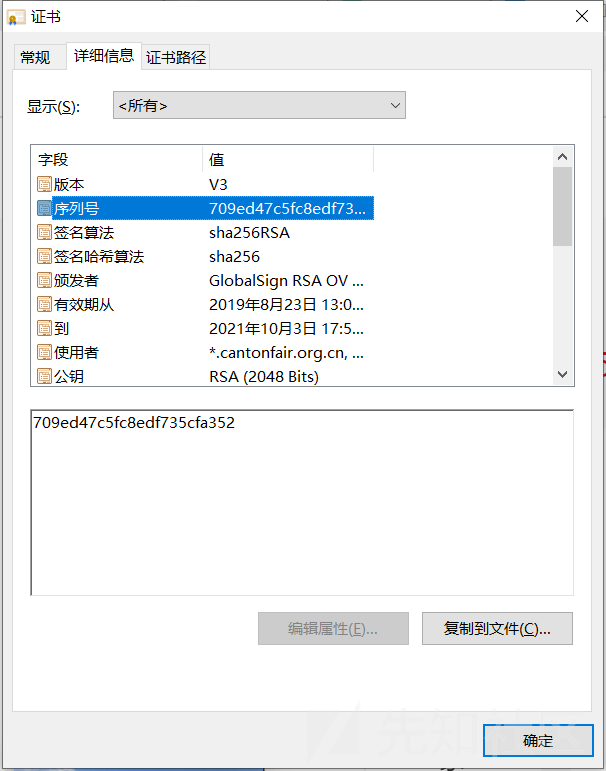 证书
常规 详细信息 证书路径
显示(S): <所有>
字段 值
版本 V3
序列号 709ed47c5fc8edf73...
签名算法 sha256RSA
签名哈希算法 sha256
颁发者 GlobalSign RSA OV ...
有效期从 2019年8月23日 13:0...
到 2021年10月3日 17:5...
使用者 *.cantonfair.org.cn, ...
公钥 RSA (2048 Bits)
709ed47c5fc8edf735cfa352
编辑属性(E)... 复制到文件(C)...
先知社区
确定